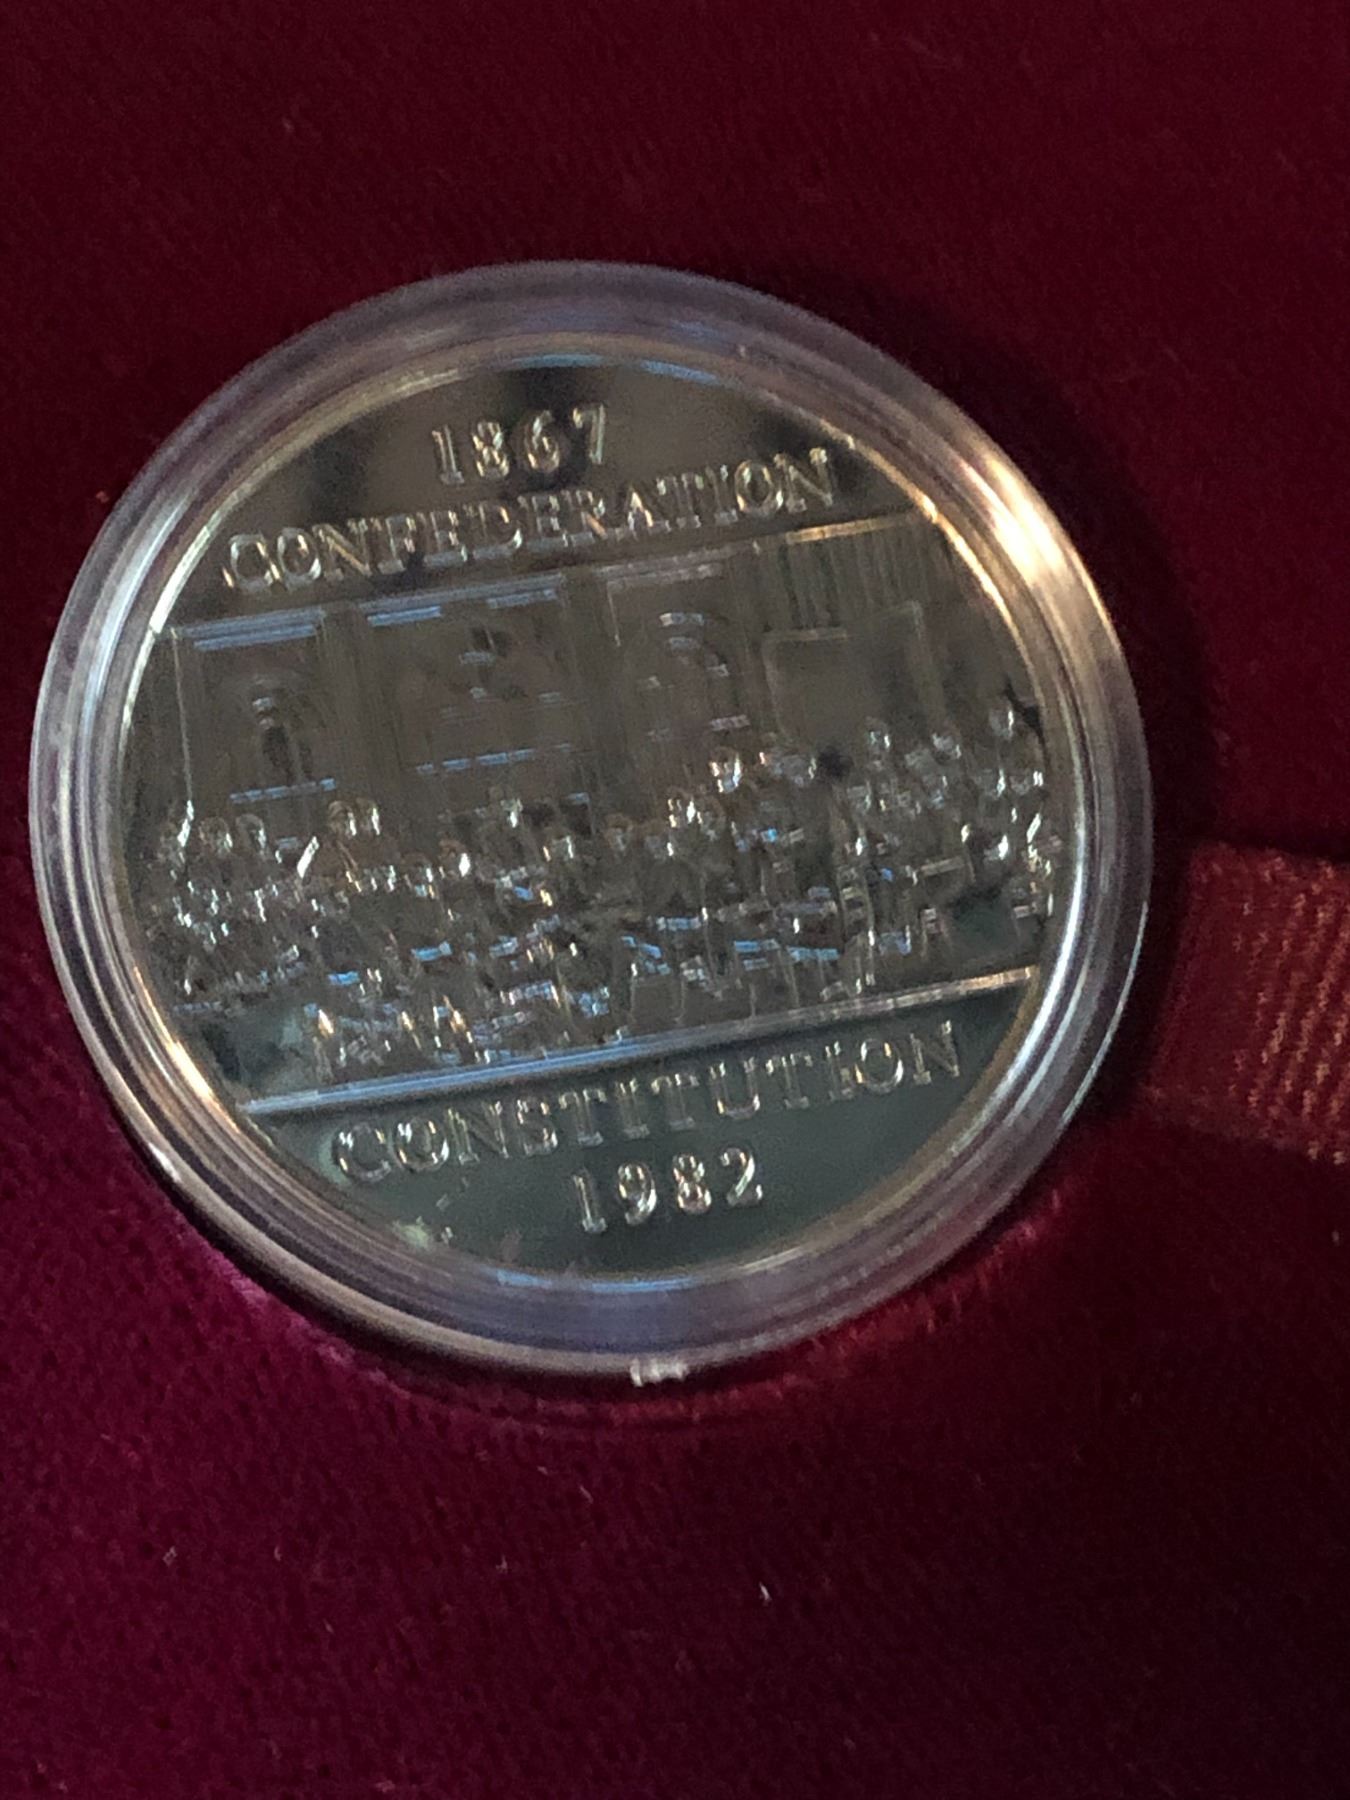 1867
CONFEDERATION
CONSTITUTION
1982